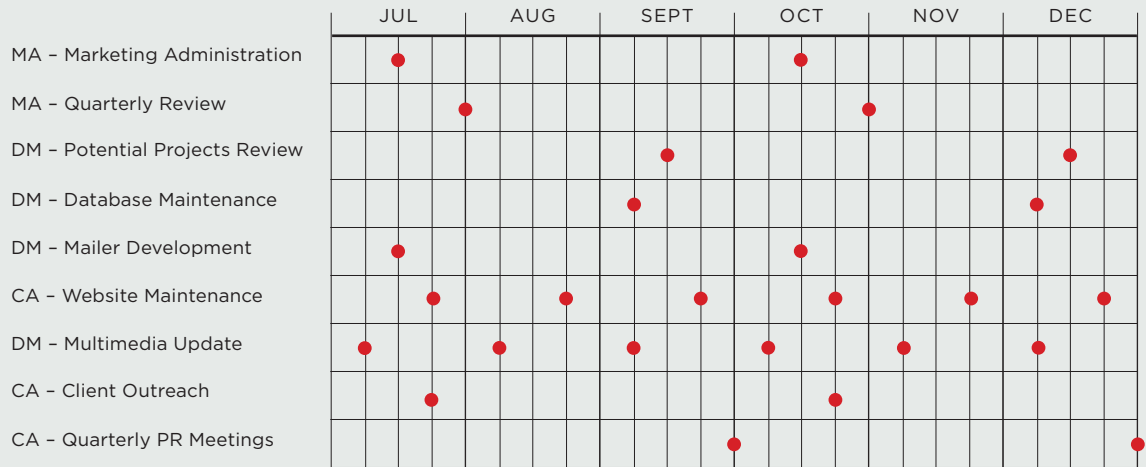 JUL AUG SEPT OCT NOV DEC
MA – Marketing Administration
MA – Quarterly Review
DM – Potential Projects Review
DM – Database Maintenance
DM – Mailer Development
CA – Website Maintenance
DM – Multimedia Update
CA – Client Outreach
CA – Quarterly PR Meetings